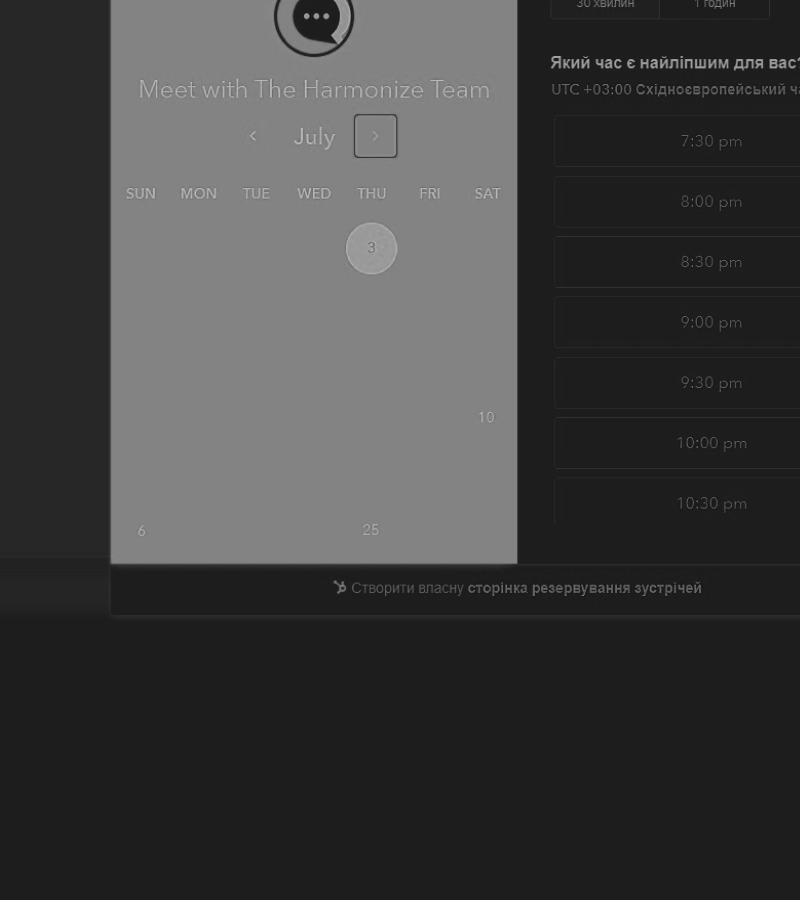 Meet with The Harmonize Team
July
SUN MON TUE WED THU FRI SAT
3
10
6 25
30 хвилин 1 годин
Який час є найліпшим для вас?
UTC +03:00 Східноєвропейський ча
7:30 pm
8:00 pm
8:30 pm
9:00 pm
9:30 pm
10:00 pm
10:30 pm
Створити власну сторінка резервування зустрічей